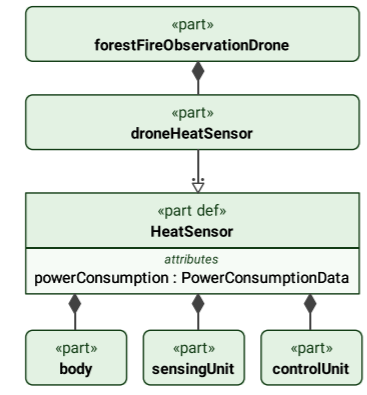 «part»
forestFireObservationDrone
«part»
droneHeatSensor
«part def»
HeatSensor
attributes
powerConsumption : PowerConsumptionData
«part»
body
«part»
sensingUnit
«part»
controlUnit